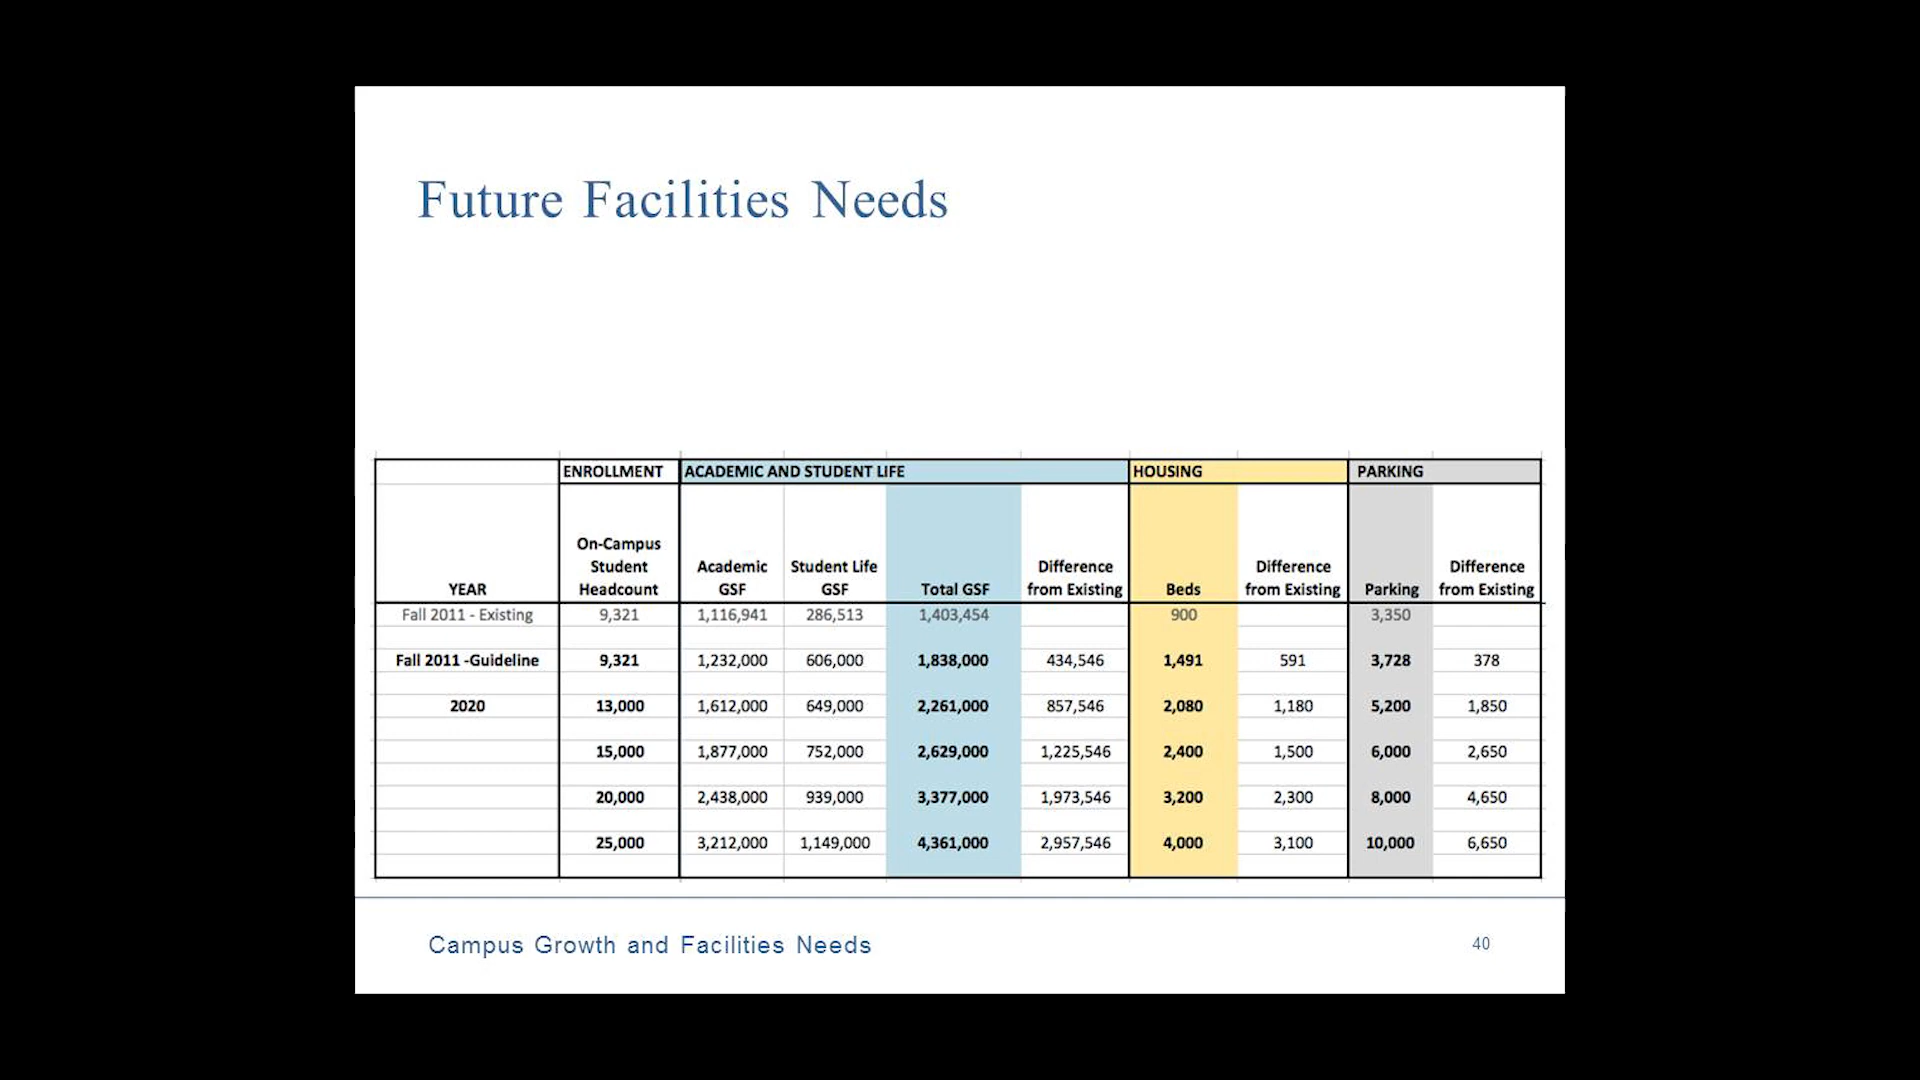 Future Facilities Needs
ENROLLMENT ACADEMIC AND STUDENT LIFE HOUSING PARKING
YEAR On-Campus Student Headcount Academic GSF Student Life GSF Total GSF Difference from Existing Beds Difference from Existing Parking Difference from Existing
Fall 2011 - Existing 9,321 1,116,941 286,513 1,403,454 900 3,350
Fall 2011 -Guideline 9,321 1,232,000 606,000 1,838,000 434,546 1,491 591 3,728 378
2020 13,000 1,612,000 649,000 2,261,000 857,546 2,080 1,180 5,200 1,850
15,000 1,877,000 752,000 2,629,000 1,225,546 2,400 1,500 6,000 2,650
20,000 2,438,000 939,000 3,377,000 1,973,546 3,200 2,300 8,000 4,650
25,000 3,212,000 1,149,000 4,361,000 2,957,546 4,000 3,100 10,000 6,650
Campus Growth and Facilities Needs 40